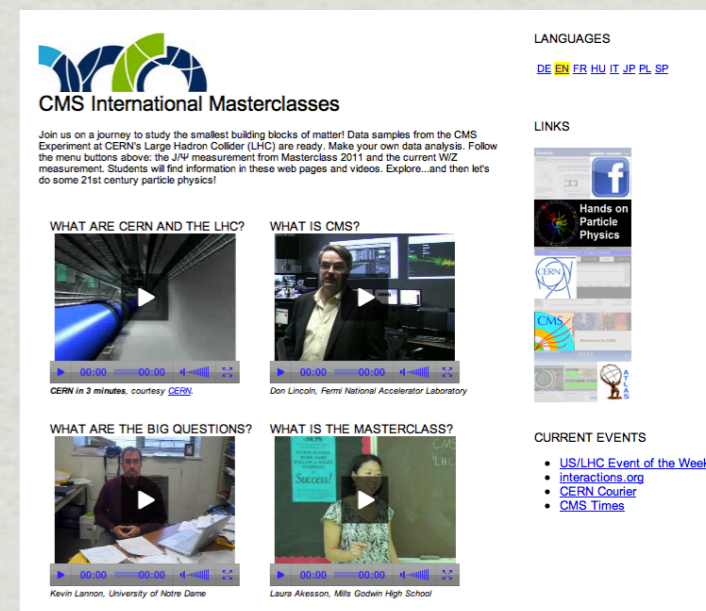 CMS International Masterclasses
Join us on a journey to study the smallest building blocks of matter! Data samples from the CMS
Experiment at CERN's Large Hadron Collider (LHC) are ready. Make your own data analysis. Follow
the menu buttons above: the J/Ψ measurement from Masterclass 2011 and the current W/Z
measurement. Students will find information in these web pages and videos. Explore...and then let's
do some 21st century particle physics!
WHAT ARE CERN AND THE LHC?
00:00 00:00
CERN in 3 minutes, courtesy CERN.
WHAT IS CMS?
00:00 00:00
Don Lincoln, Fermi National Accelerator Laboratory
WHAT ARE THE BIG QUESTIONS?
00:00 00:00
Kevin Lannon, University of Notre Dame
WHAT IS THE MASTERCLASS?
Success!
CMS
LHC
00:00 00:00
Laura Akesson, Mills Godwin High School
LANGUAGES
DE EN FR HU IT JP PL SP
LINKS
Hands on
Particle
Physics
CERN
CMS
ATLAS
CURRENT EVENTS
US/LHC Event of the Week
interactions.org
CERN Courier
CMS Times